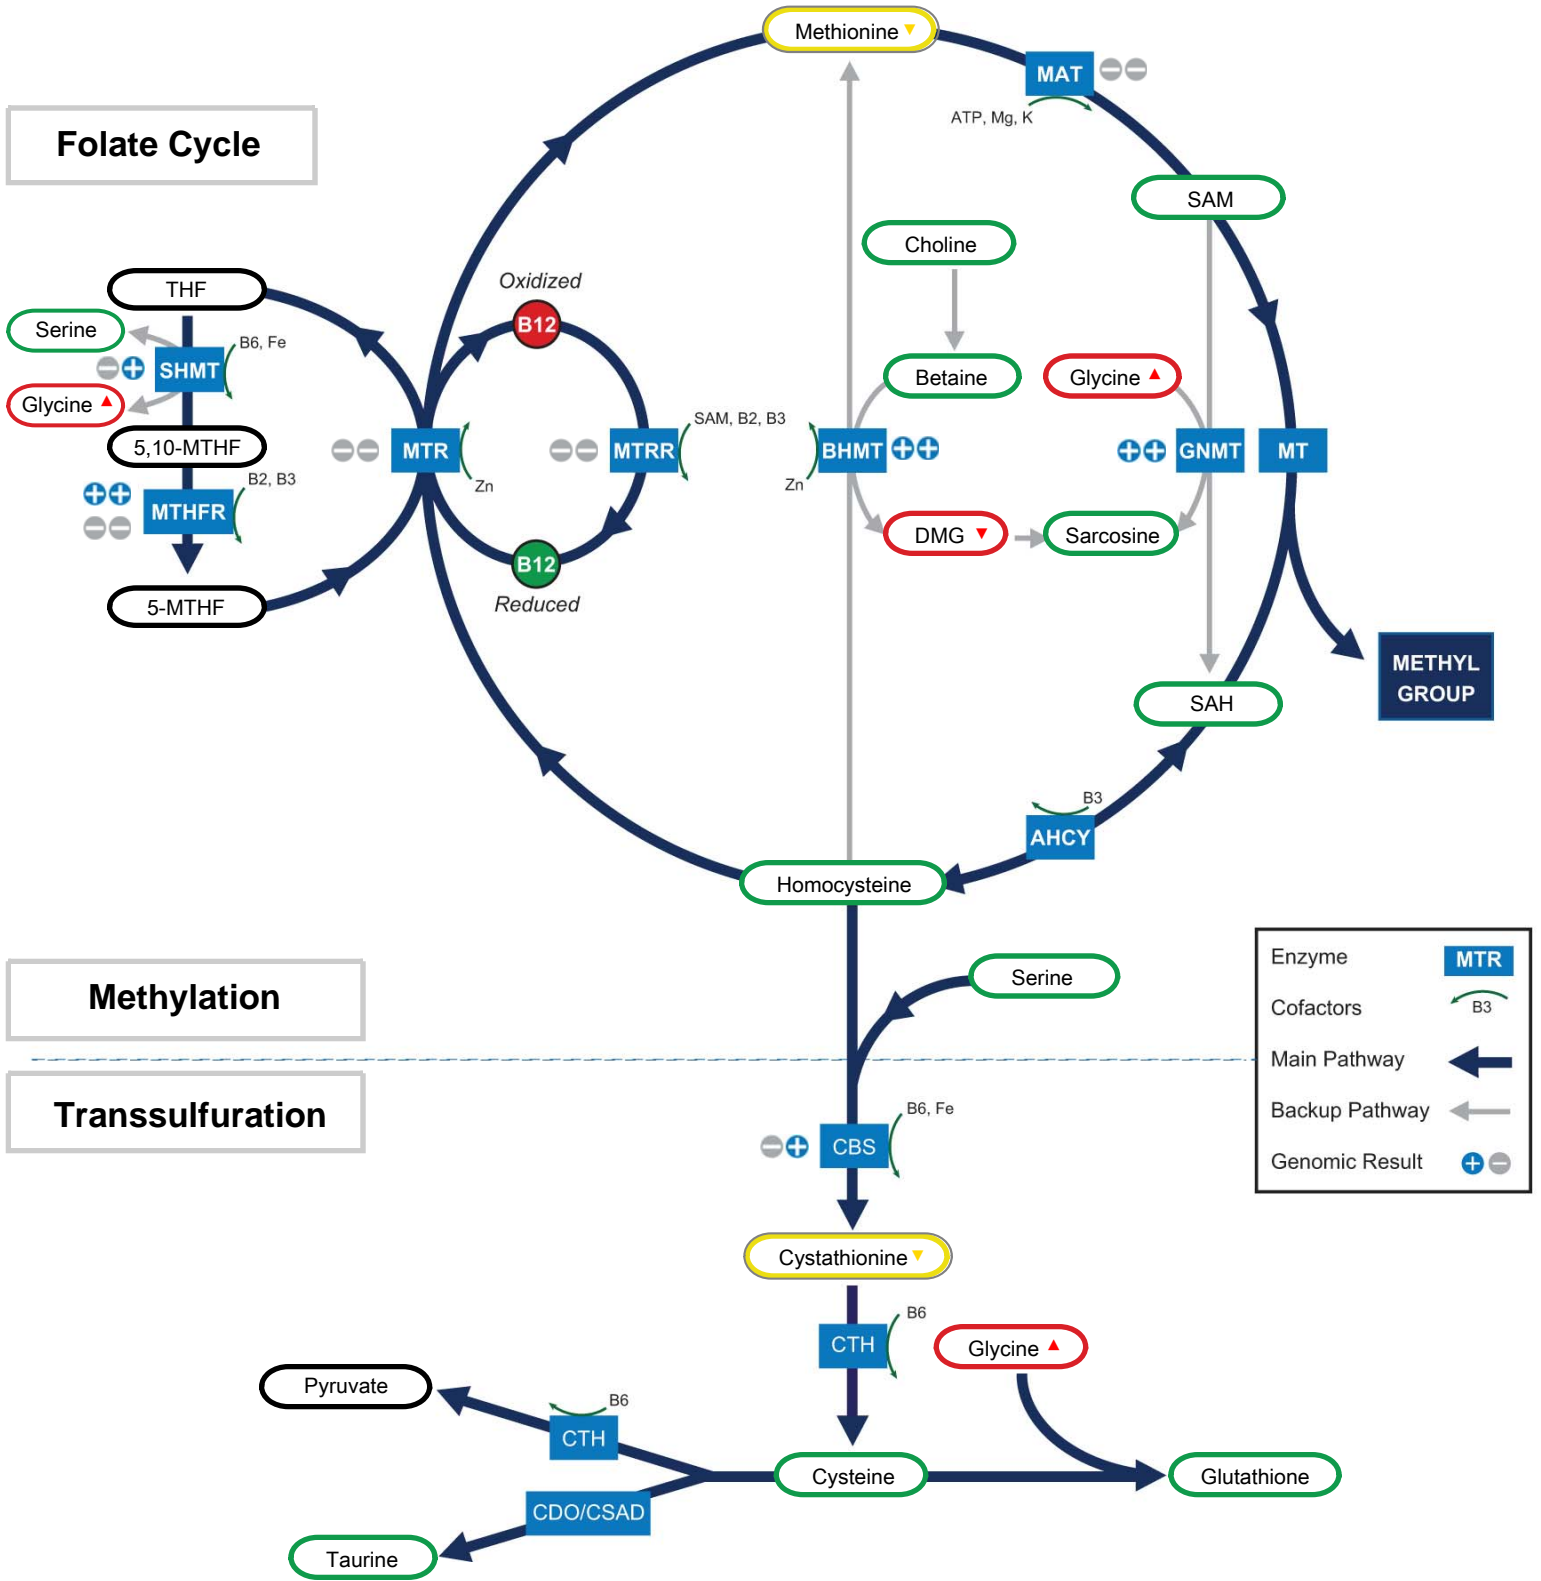 Methionine ▼
MAT
ATP, Mg, K
Folate Cycle
SAM
Choline
THF
Oxidized
B12
Serine
B6, Fe
SHMT
Glycine ▲
Betaine
Glycine ▲
5,10-MTHF
SAM, B2, B3
MTR
MTRR
BHMT
GNMT
MT
B2, B3
Zn
Zn
MTHFR
DMG ▼
Sarcosine
B12
Reduced
5-MTHF
METHYL
GROUP
SAH
B3
AHCY
Homocysteine
Serine
Methylation
Enzyme
MTR
Cofactors
B3
Main Pathway
Backup Pathway
Genomic Result
Transsulfuration
B6, Fe
CBS
Cystathionine ▼
B6
CTH
Glycine ▲
Pyruvate
B6
CTH
Cysteine
Glutathione
CDO/CSAD
Taurine